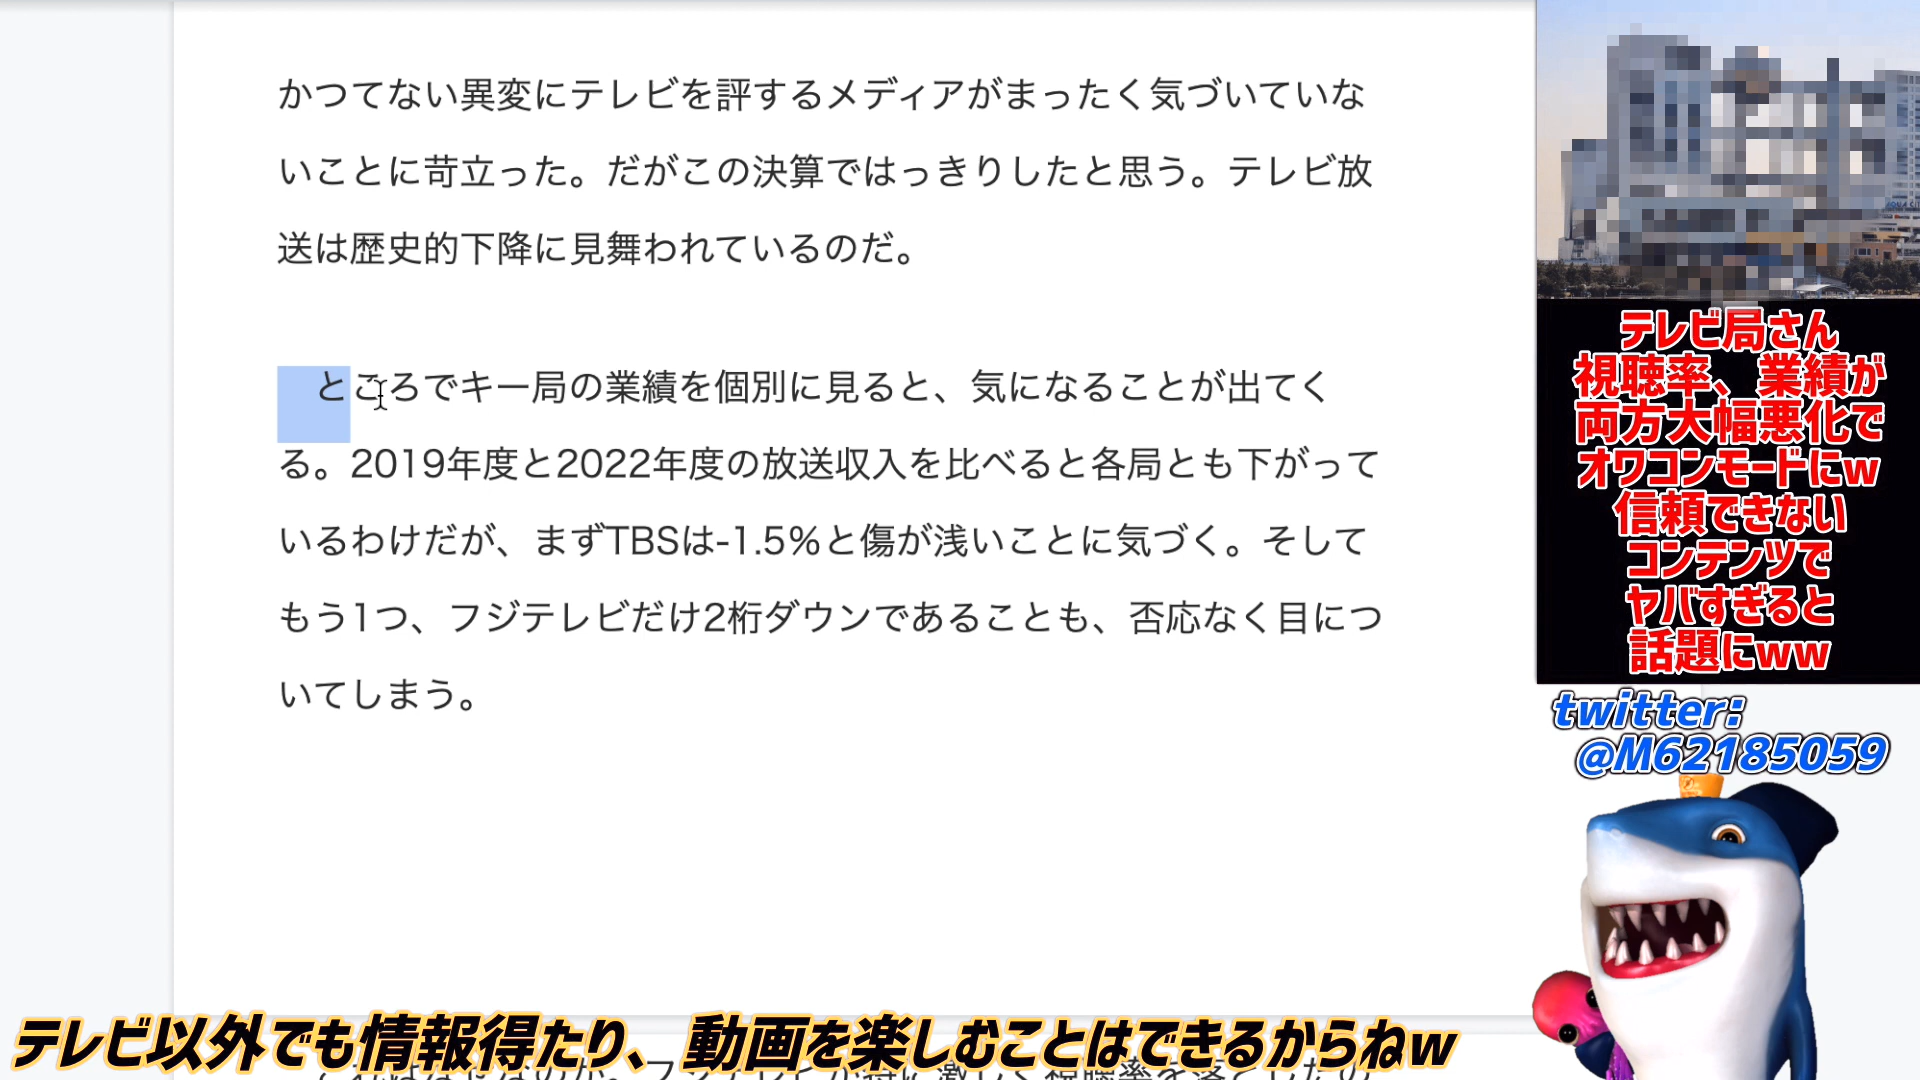 かつてない異変にテレビを評するメディアがまったく気づいていな
いことに苛立った。だがこの決算ではっきりしたと思う。テレビ放
送は歴史的下降に見舞われているのだ。
ところでキー局の業績を個別に見ると、気になることが出てく
る。2019年度と2022年度の放送収入を比べると各局とも下がって
いるわけだが、まずTBSは-1.5%と傷が浅いことに気づく。そして
もう1つ、フジテレビだけ2桁ダウンであることも、否応なく目につ
いてしまう。
テレビ局さん
視聴率、業績が
両方大幅悪化で
オワコンモードにw
信頼できない
コンテンツで
ヤバすぎると
話題にww
twitter:
@M62185059
テレビ以外でも情報得たり、動画を楽しむことはできるからねw